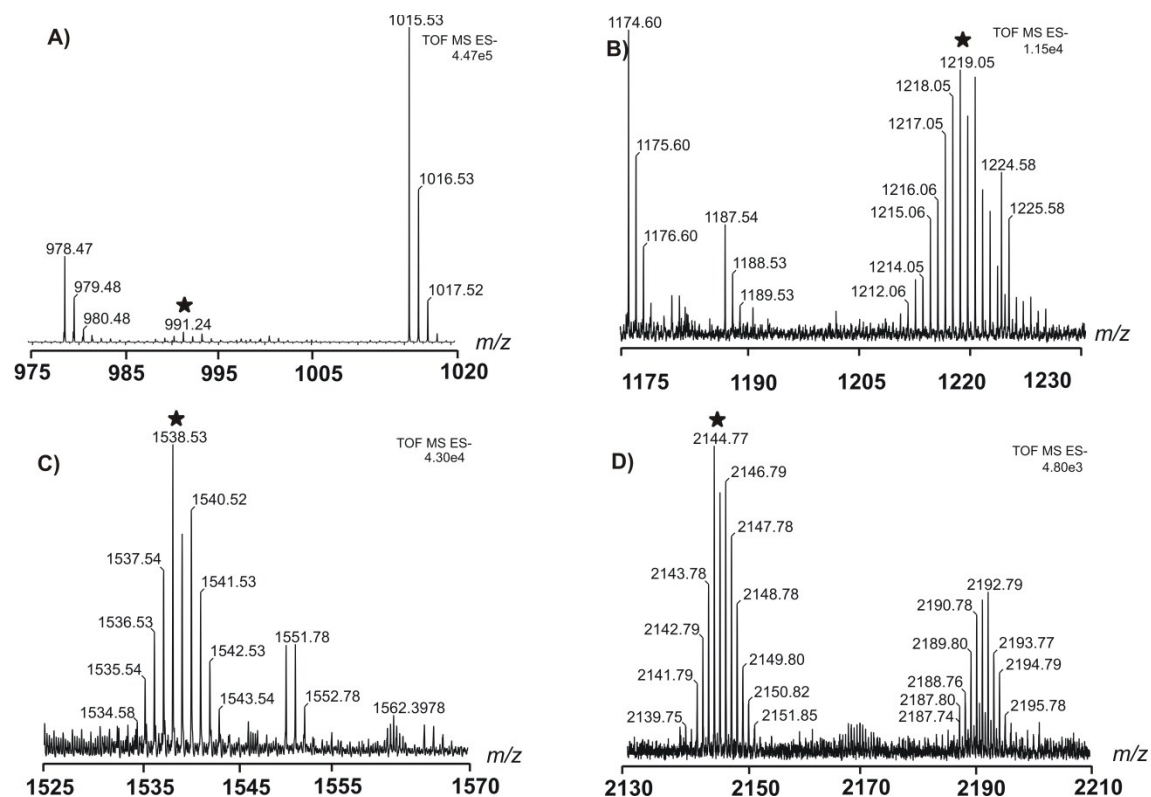 A)
TOF MS ES-
4.47e5
1015.53
1016.53
1017.52
978.47
979.48
980.48
991.24
975 985 995 1005 1020
m/z
B)
TOF MS ES-
1.15e4
1174.60
1175.60
1176.60
1187.54
1188.53
1189.53
1219.05
1218.05
1217.05
1216.06
1215.06
1214.05
1212.06
1224.58
1225.58
1175 1190 1205 1220 1230
m/z
C)
TOF MS ES-
4.30e4
1538.53
1540.52
1537.54
1541.53
1536.53
1542.53
1535.54
1543.54
1534.58
1551.78
1552.78
1562.3978
1525 1535 1545 1555 1570
m/z
D)
TOF MS ES-
4.80e3
2144.77
2146.79
2147.78
2143.78
2148.78
2142.79
2149.80
2141.79
2150.82
2139.75
2151.85
2192.79
2190.78
2189.80
2193.77
2188.76
2194.79
2187.80
2195.78
2187.74
2130 2150 2170 2190 2210
m/z